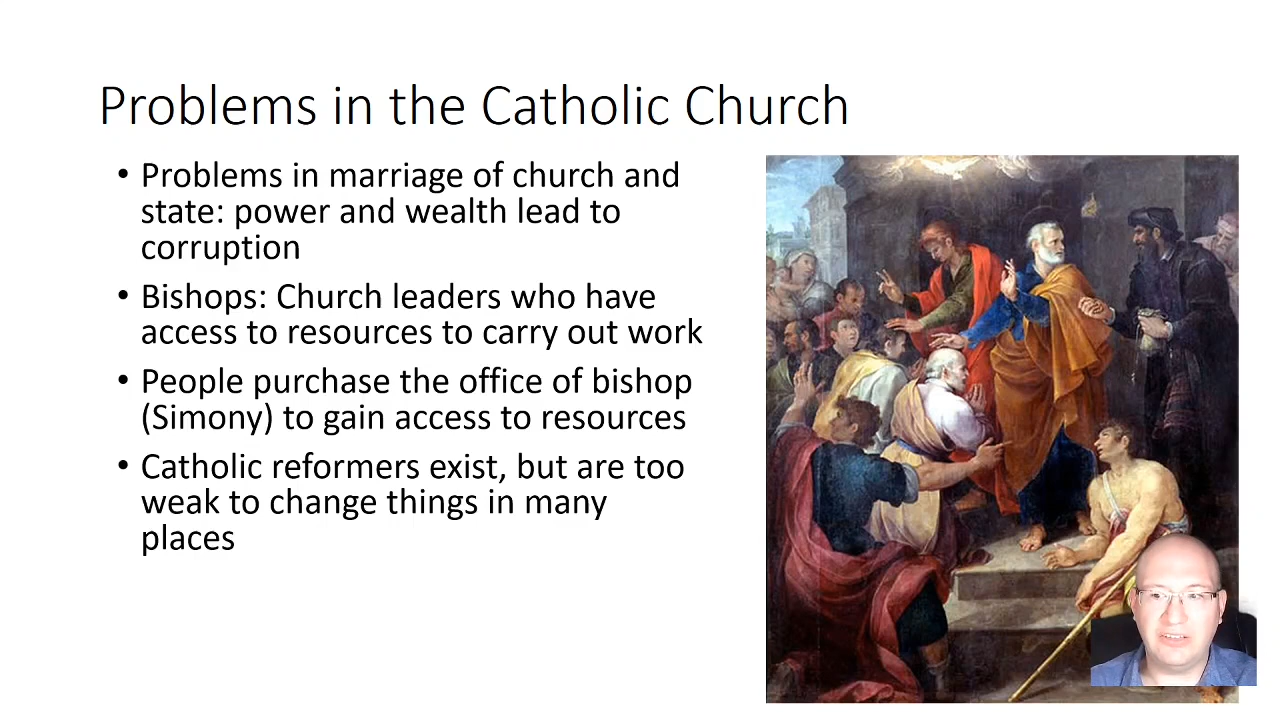 Problems in the Catholic Church
• Problems in marriage of church and
state: power and wealth lead to
corruption
• Bishops: Church leaders who have
access to resources to carry out work
• People purchase the office of bishop
(Simony) to gain access to resources
• Catholic reformers exist, but are too
weak to change things in many
places